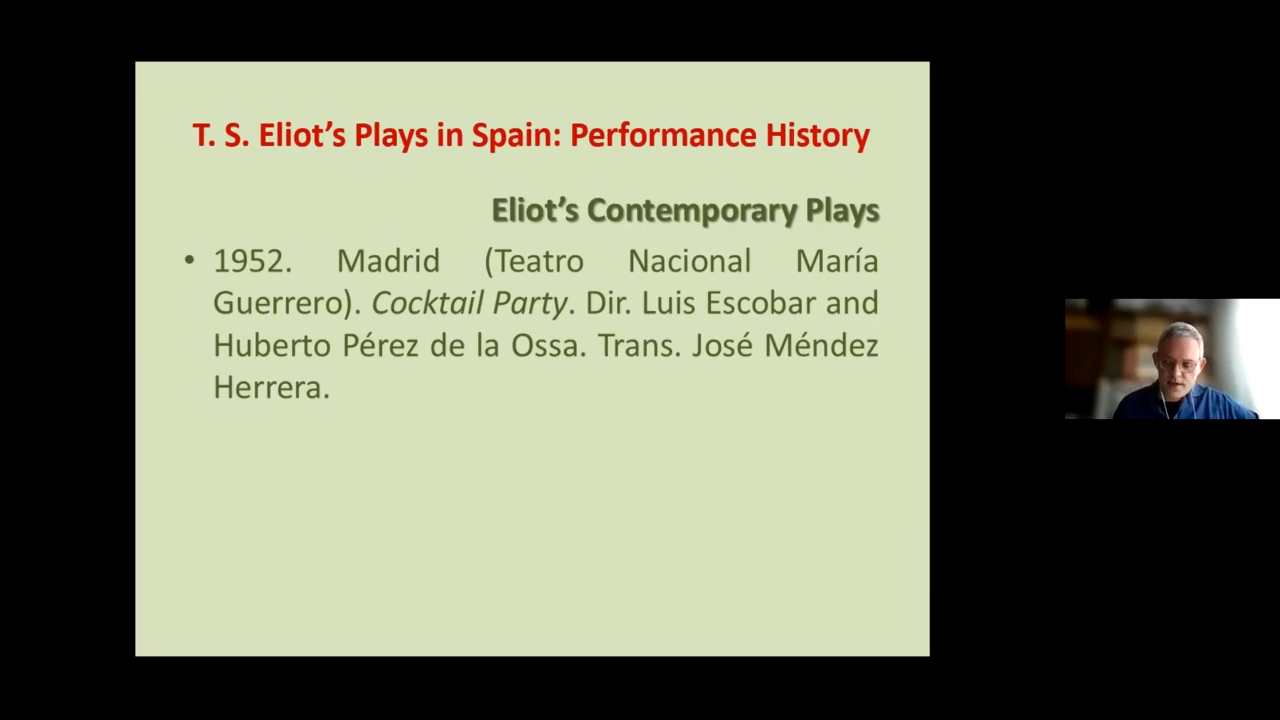 T. S. Eliot’s Plays in Spain: Performance History
Eliot’s Contemporary Plays
• 1952. Madrid (Teatro Nacional María
Guerrero). Cocktail Party. Dir. Luis Escobar and
Huberto Pérez de la Ossa. Trans. José Méndez
Herrera.